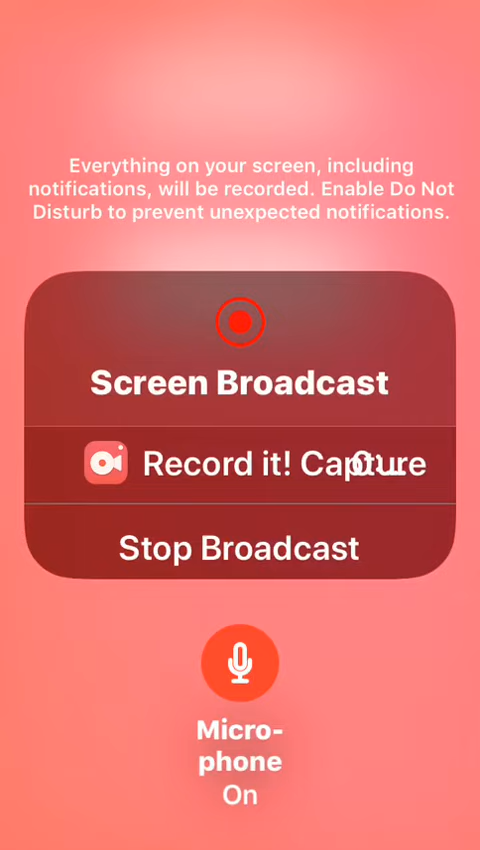 Everything on your screen, including
notifications, will be recorded. Enable Do Not
Disturb to prevent unexpected notifications.
Screen Broadcast
Record it! Capture
Stop Broadcast
Micro-
phone
On